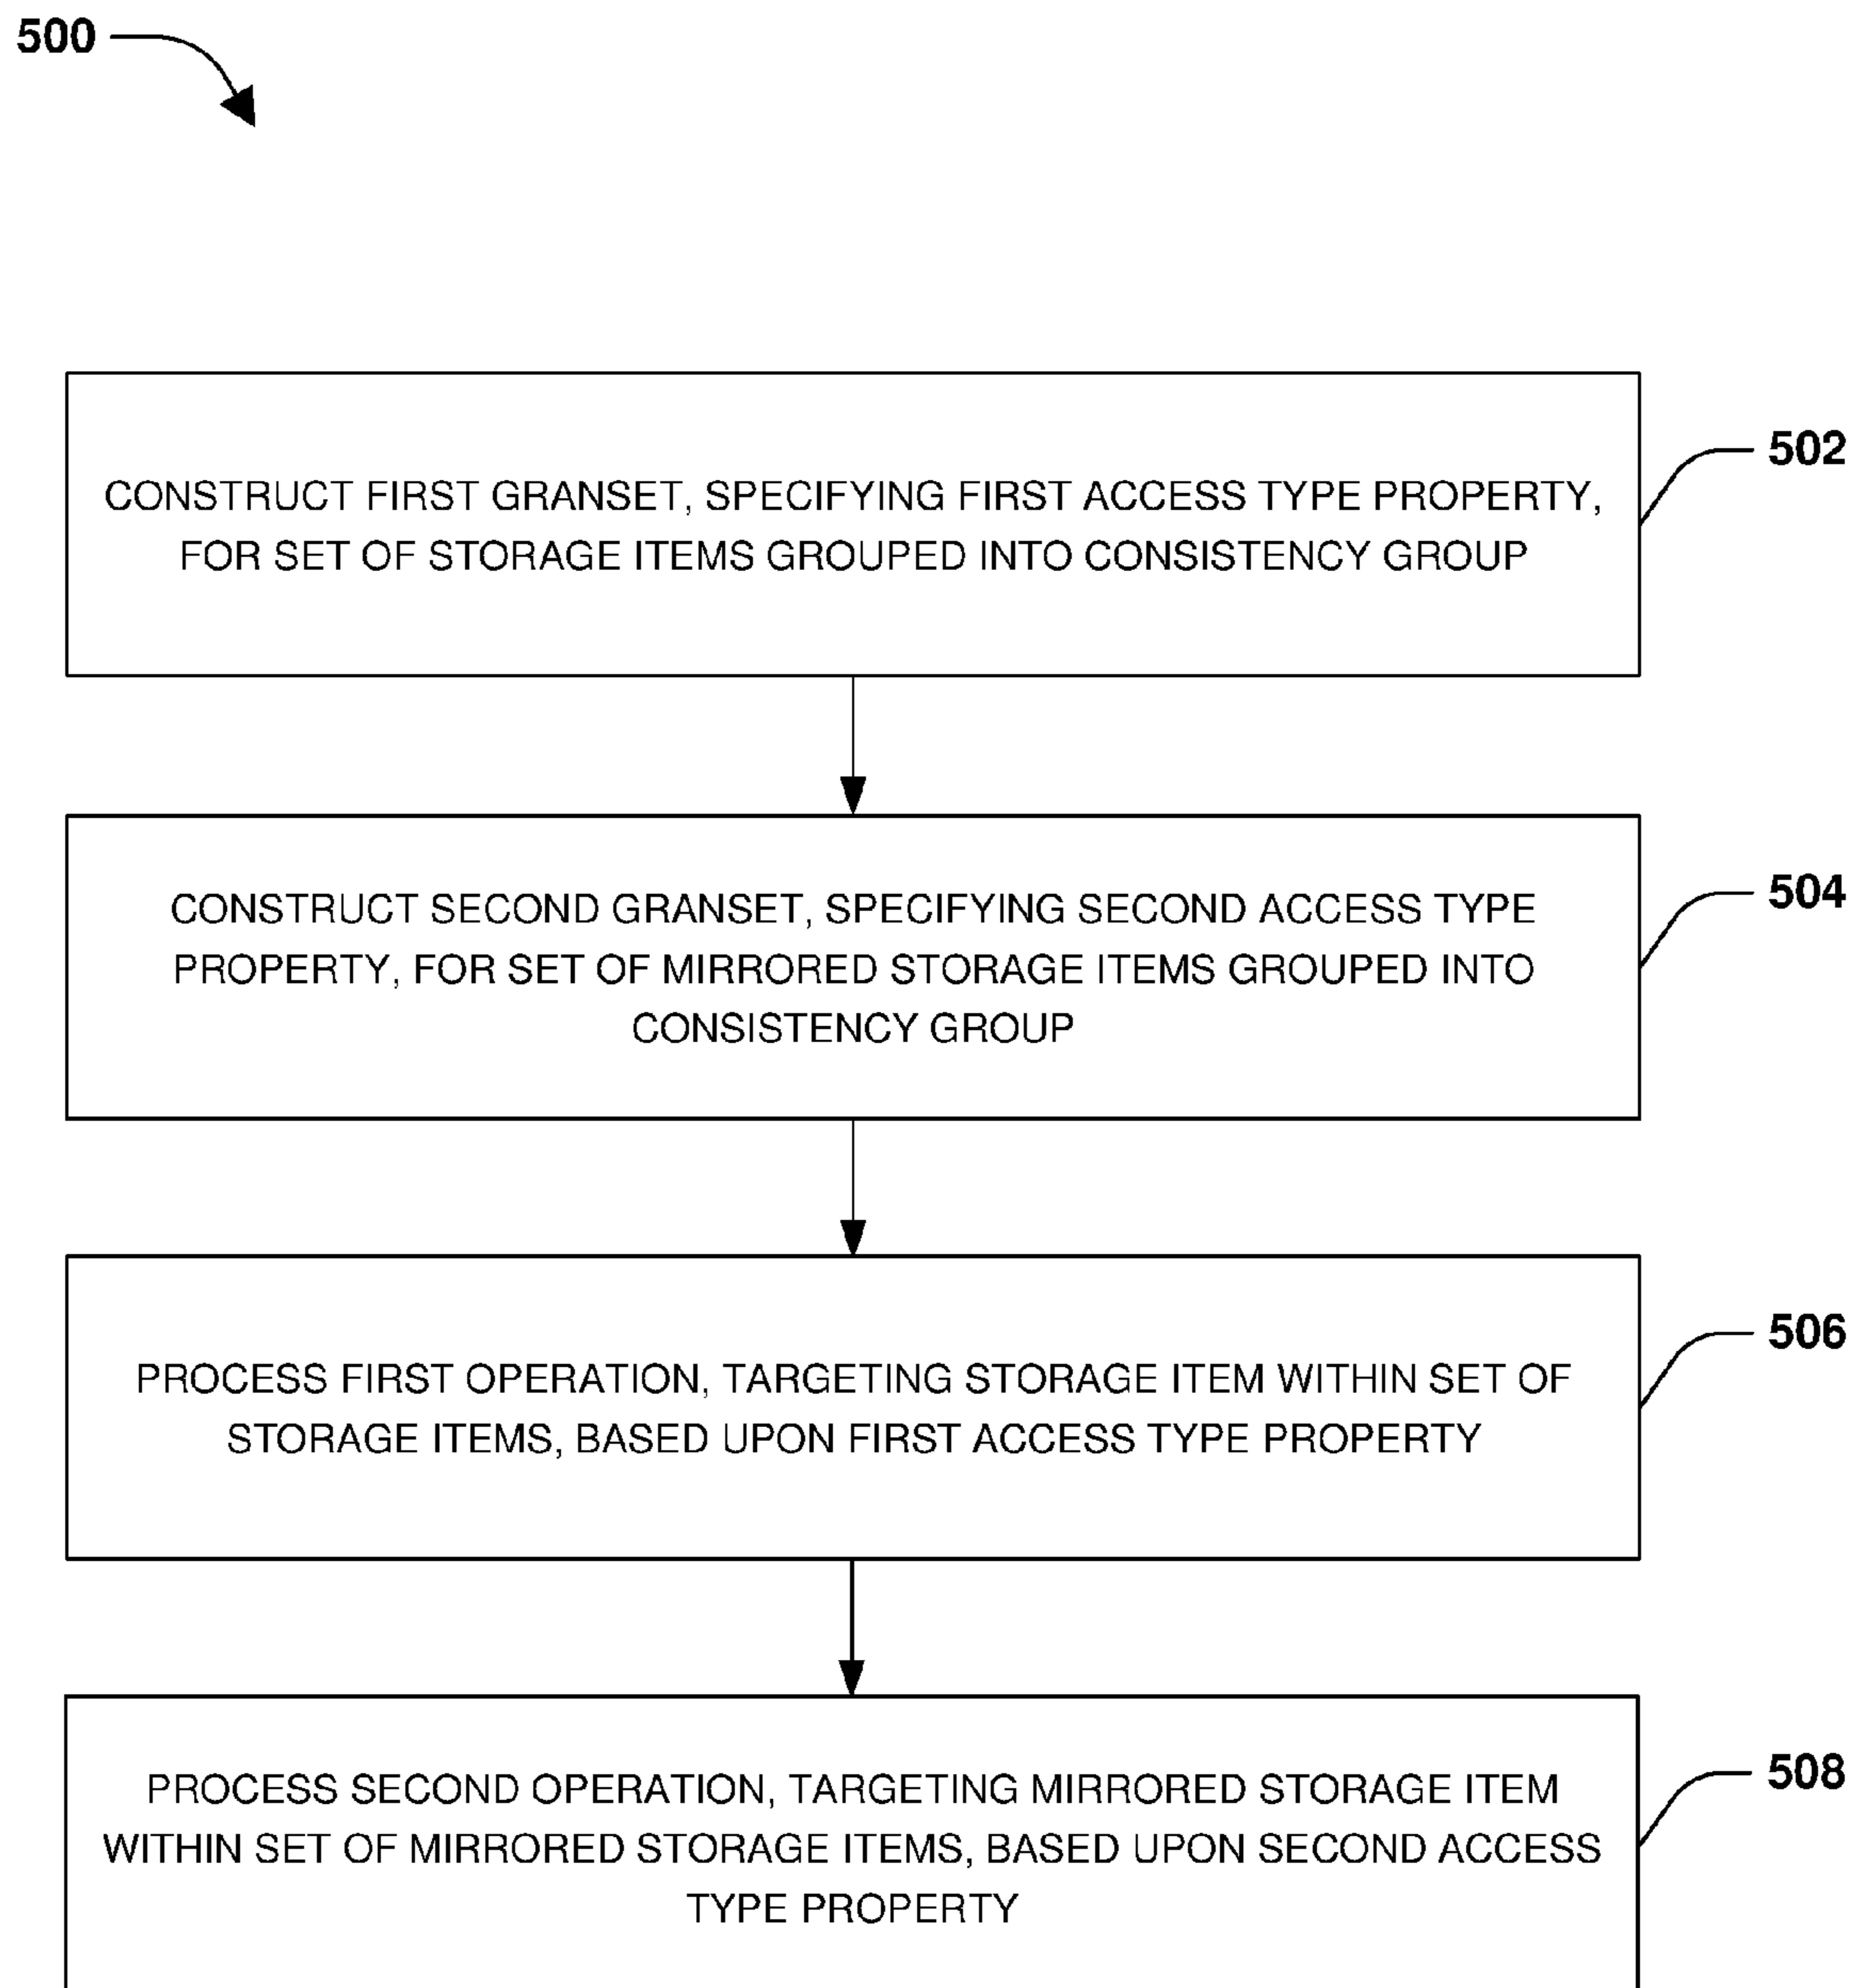 500
CONSTRUCT FIRST GRANSET, SPECIFYING FIRST ACCESS TYPE PROPERTY,
FOR SET OF STORAGE ITEMS GROUPED INTO CONSISTENCY GROUP
502
CONSTRUCT SECOND GRANSET, SPECIFYING SECOND ACCESS TYPE
PROPERTY, FOR SET OF MIRRORED STORAGE ITEMS GROUPED INTO
CONSISTENCY GROUP
504
PROCESS FIRST OPERATION, TARGETING STORAGE ITEM WITHIN SET OF
STORAGE ITEMS, BASED UPON FIRST ACCESS TYPE PROPERTY
506
PROCESS SECOND OPERATION, TARGETING MIRRORED STORAGE ITEM
WITHIN SET OF MIRRORED STORAGE ITEMS, BASED UPON SECOND ACCESS
TYPE PROPERTY
508